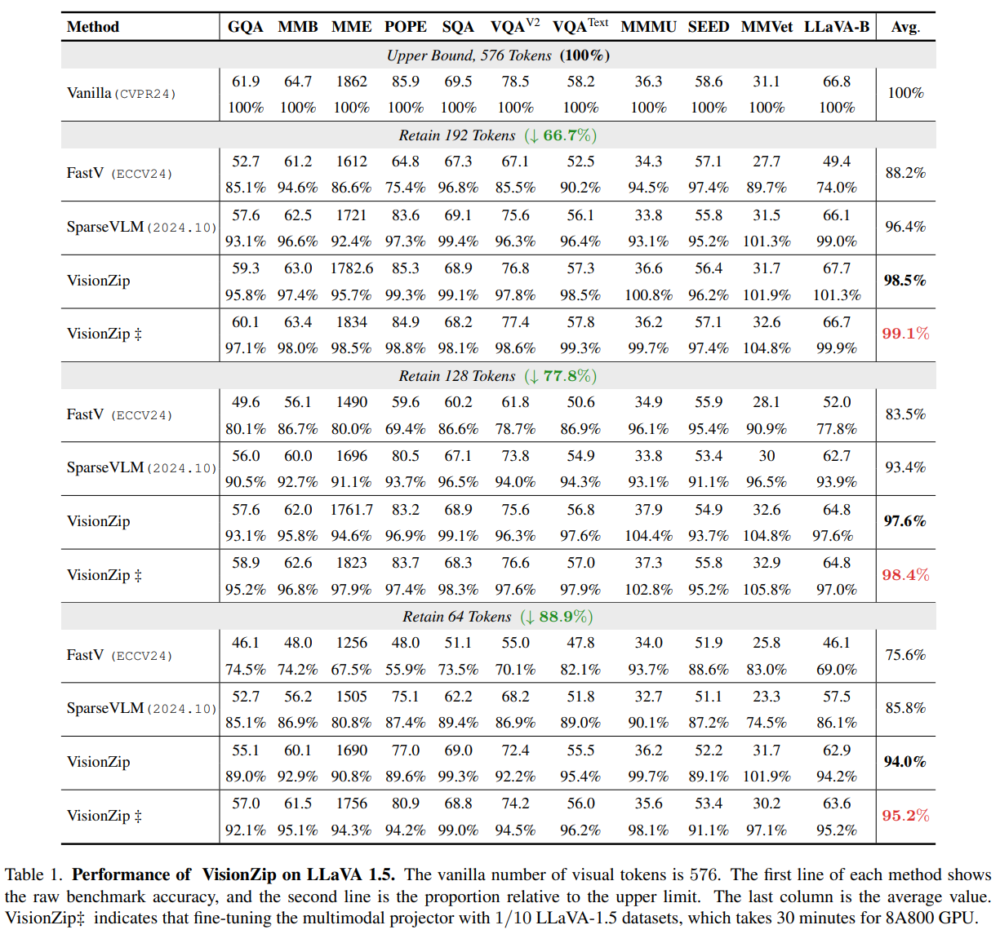 Method GQA MMB MME POPE SQA VQA^V2 VQA^Text MMMU SEED MMVet LLaVA-B Avg.
Upper Bound, 576 Tokens (100%)
Vanilla (CVPR24) 61.9 64.7 1862 85.9 69.5 78.5 58.2 36.3 58.6 31.1 66.8 100%
100% 100% 100% 100% 100% 100% 100% 100% 100% 100% 100%
Retain 192 Tokens (↓ 66.7%)
FastV (ECCV24) 52.7 61.2 1612 64.8 67.3 67.1 52.5 34.3 57.1 27.7 49.4 88.2%
85.1% 94.6% 86.6% 75.4% 96.8% 85.5% 90.2% 94.5% 97.4% 89.7% 74.0%
SparseVLM (2024.10) 57.6 62.5 1721 83.6 69.1 75.6 56.1 33.8 55.8 31.5 66.1 96.4%
93.1% 96.6% 92.4% 97.3% 99.4% 96.3% 96.4% 93.1% 95.2% 101.3% 99.0%
VisionZip 59.3 63.0 1782.6 85.3 68.9 76.8 57.3 36.6 56.4 31.7 67.7 98.5%
95.8% 97.4% 95.7% 99.3% 99.1% 97.8% 98.5% 100.8% 96.2% 101.9% 101.3%
VisionZip ‡ 60.1 63.4 1834 84.9 68.2 77.4 57.8 36.2 57.1 32.6 66.7 99.1%
97.1% 98.0% 98.5% 98.8% 98.1% 98.6% 99.3% 99.7% 97.4% 104.8% 99.9%
Retain 128 Tokens (↓ 77.8%)
FastV (ECCV24) 49.6 56.1 1490 59.6 60.2 61.8 50.6 34.9 55.9 28.1 52.0 83.5%
80.1% 86.7% 80.0% 69.4% 86.6% 78.7% 86.9% 96.1% 95.4% 90.9% 77.8%
SparseVLM (2024.10) 56.0 60.0 1696 80.5 67.1 73.8 54.9 33.8 53.4 30 62.7 93.4%
90.5% 92.7% 91.1% 93.7% 96.5% 94.0% 94.3% 93.1% 91.1% 96.5% 93.9%
VisionZip 57.6 62.0 1761.7 83.2 68.9 75.6 56.8 37.9 54.9 32.6 64.8 97.6%
93.1% 95.8% 94.6% 96.9% 99.1% 96.3% 97.6% 104.4% 93.7% 104.8% 97.6%
VisionZip ‡ 58.9 62.6 1823 83.7 68.3 76.6 57.0 37.3 55.8 32.9 64.8 98.4%
95.2% 96.8% 97.9% 97.4% 98.3% 97.6% 97.9% 102.8% 95.2% 105.8% 97.0%
Retain 64 Tokens (↓ 88.9%)
FastV (ECCV24) 46.1 48.0 1256 48.0 51.1 55.0 47.8 34.0 51.9 25.8 46.1 75.6%
74.5% 74.2% 67.5% 55.9% 73.5% 70.1% 82.1% 93.7% 88.6% 83.0% 69.0%
SparseVLM (2024.10) 52.7 56.2 1505 75.1 62.2 68.2 51.8 32.7 51.1 23.3 57.5 85.8%
85.1% 86.9% 80.8% 87.4% 89.4% 86.9% 89.0% 90.1% 87.2% 74.5% 86.1%
VisionZip 55.1 60.1 1690 77.0 69.0 72.4 55.5 36.2 52.2 31.7 62.9 94.0%
89.0% 92.9% 90.8% 89.6% 99.3% 92.2% 95.4% 99.7% 89.1% 101.9% 94.2%
VisionZip ‡ 57.0 61.5 1756 80.9 68.8 74.2 56.0 35.6 53.4 30.2 63.6 95.2%
92.1% 95.1% 94.3% 94.2% 99.0% 94.5% 96.2% 98.1% 91.1% 97.1% 95.2%
Table 1. Performance of VisionZip on LLaVA 1.5. The vanilla number of visual tokens is 576. The first line of each method shows
the raw benchmark accuracy, and the second line is the proportion relative to the upper limit. The last column is the average value.
VisionZip‡ indicates that fine-tuning the multimodal projector with 1/10 LLaVA-1.5 datasets, which takes 30 minutes for 8A800 GPU.